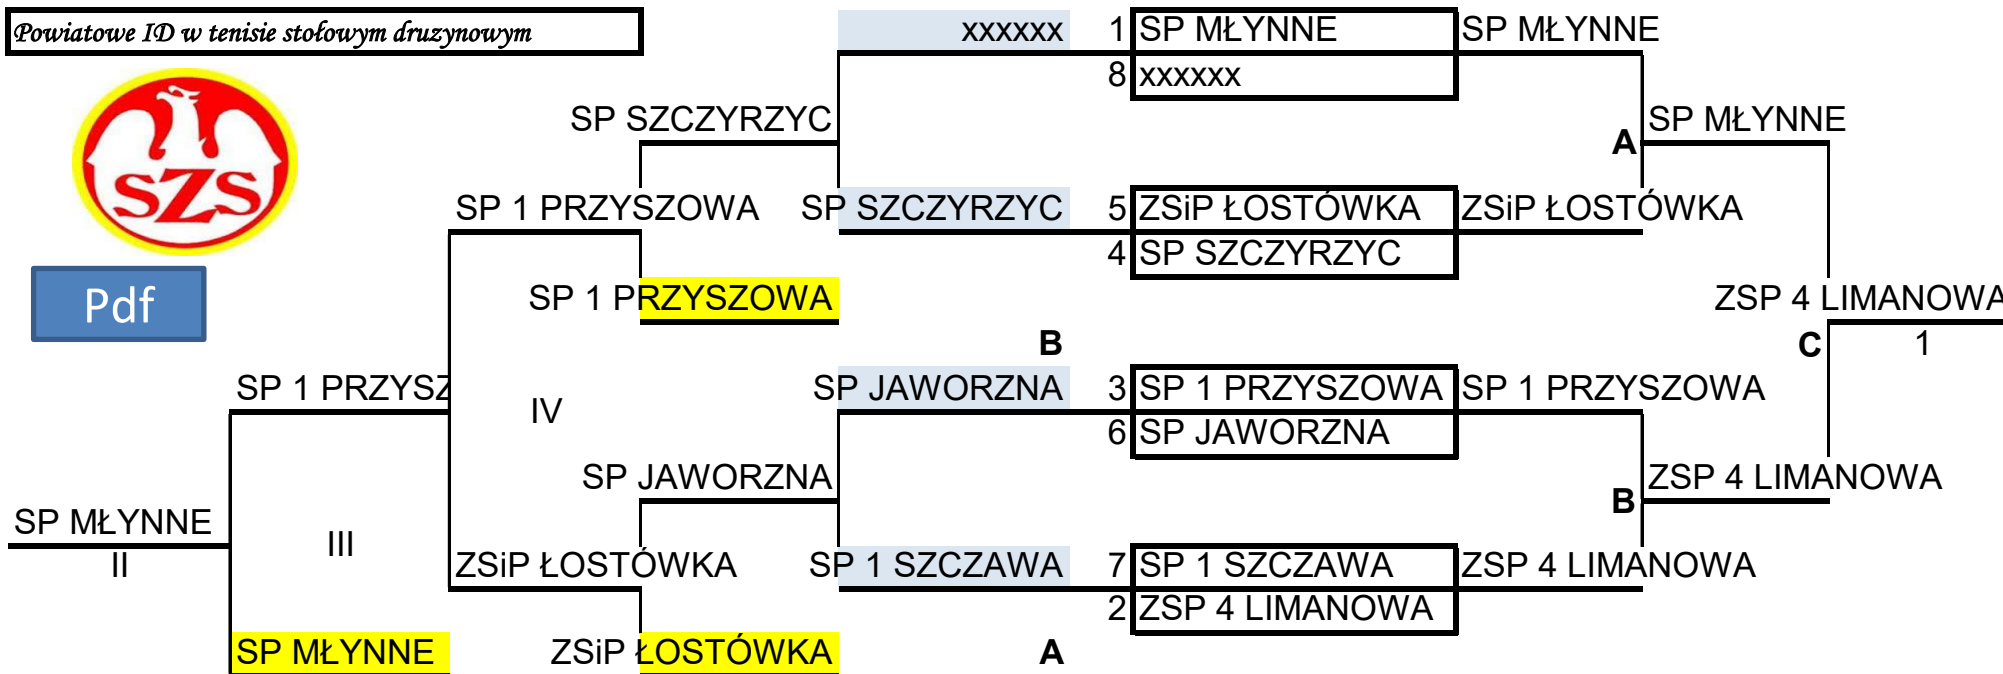 Powiatowe ID w tenisie stołowym druzynowym
xxxxxx 1 SP MŁYNNE SP MŁYNNE
8 xxxxxx
SP SZCZYRZYC SP MŁYNNE
A
SZS
SP 1 PRZYSZOWA SP SZCZYRZYC 5 ZSiP ŁOSTÓWKA ZSiP ŁOSTÓWKA
4 SP SZCZYRZYC
Pdf SP 1 PRZYSZOWA ZSP 4 LIMANOWA
B C 1
SP 1 PRZYSZ SP JAWORZNA 3 SP 1 PRZYSZOWA SP 1 PRZYSZOWA
IV
6 SP JAWORZNA
SP JAWORZNA ZSP 4 LIMANOWA
B
SP MŁYNNE
III
II ZSiP ŁOSTÓWKA SP 1 SZCZAWA 7 SP 1 SZCZAWA ZSP 4 LIMANOWA
2 ZSP 4 LIMANOWA
SP MŁYNNE ZSiP ŁOSTÓWKA A